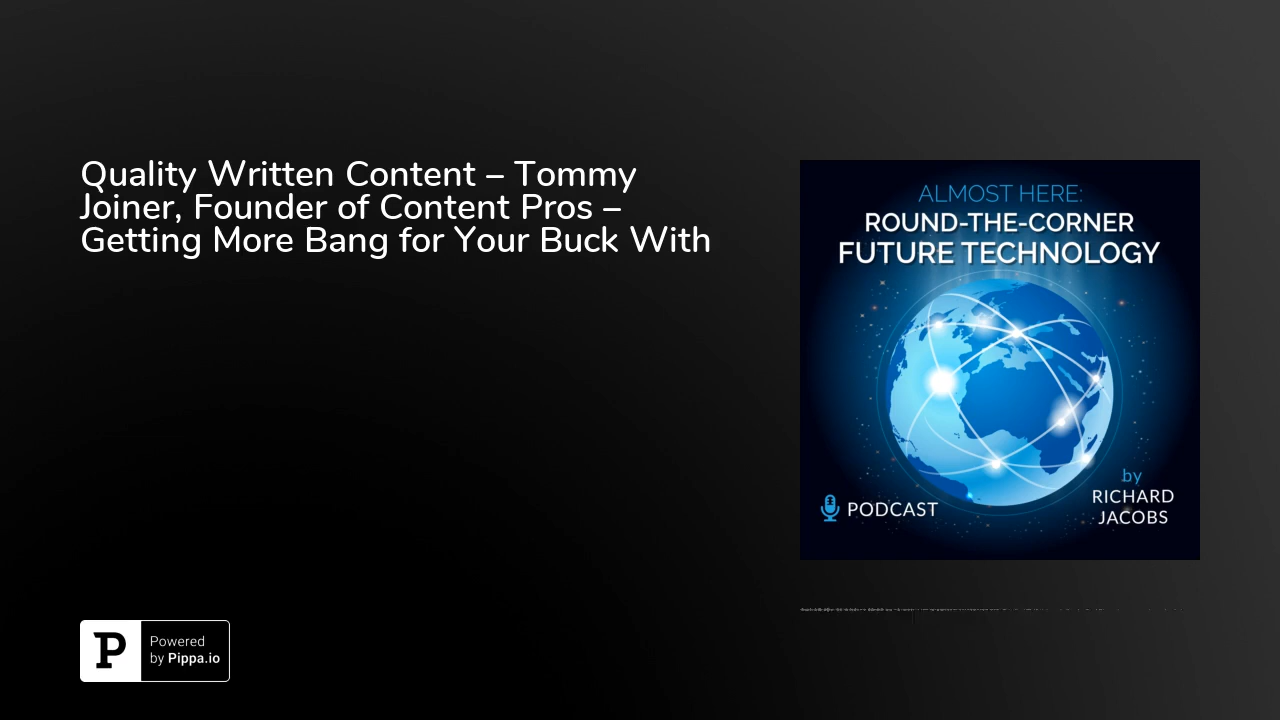 Quality Written Content – Tommy
Joiner, Founder of Content Pros –
Getting More Bang for Your Buck With
ALMOST HERE:
ROUND-THE-CORNER
FUTURE TECHNOLOGY
by
RICHARD
JACOBS
PODCAST
P
Powered
by Pippa.io